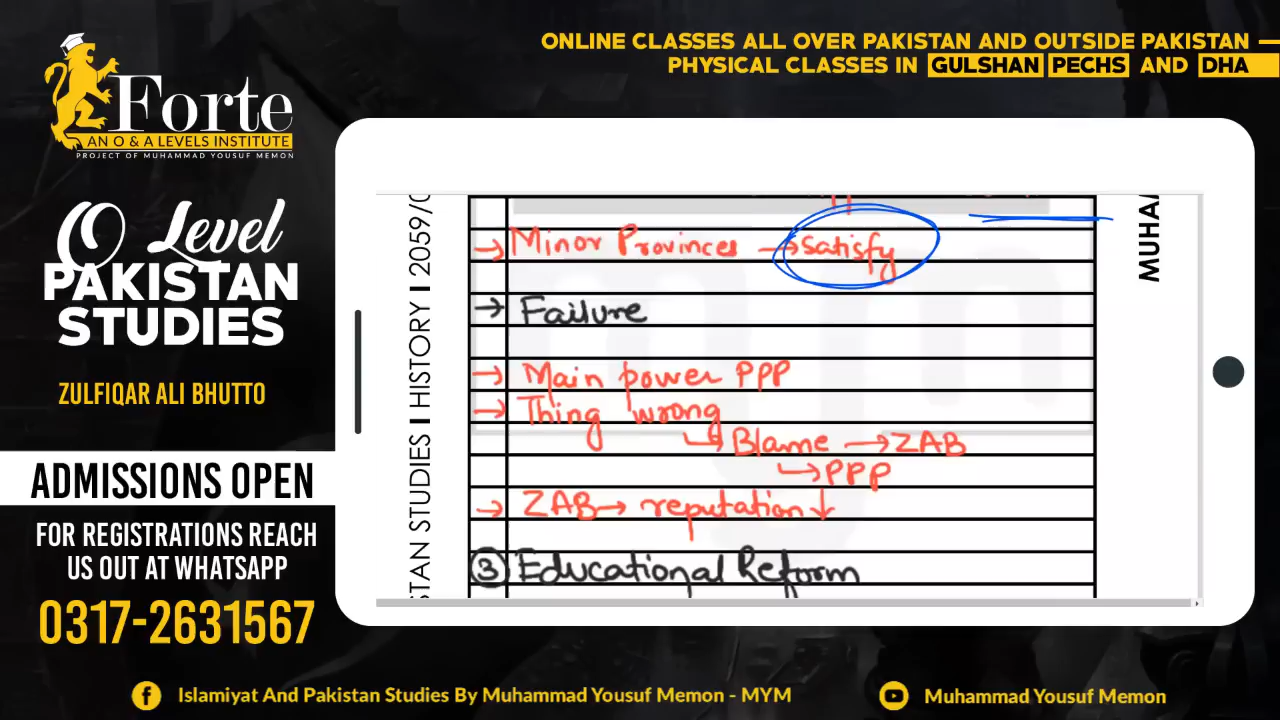 Forte
AN O & A LEVELS INSTITUTE
PROJECT OF MUHAMMAD YOUSUF MEMON
O Level
PAKISTAN
STUDIES
ZULFIQAR ALI BHUTTO
ADMISSIONS OPEN
FOR REGISTRATIONS REACH
US OUT AT WHATSAPP
0317-2631567
ONLINE CLASSES ALL OVER PAKISTAN AND OUTSIDE PAKISTAN
PHYSICAL CLASSES IN GULSHAN PECHS AND DHA
STAN STUDIES I HISTORY I 2059/0
MUHA
→ Minor Provinces → Satisfy
→ Failure
→ Main power PPP
→ Thing wrong
↳ Blame → ZAB
↳ PPP
→ ZAB → reputation ↓
③ Educational Reform
Islamiyat And Pakistan Studies By Muhammad Yousuf Memon - MYM
Muhammad Yousuf Memon